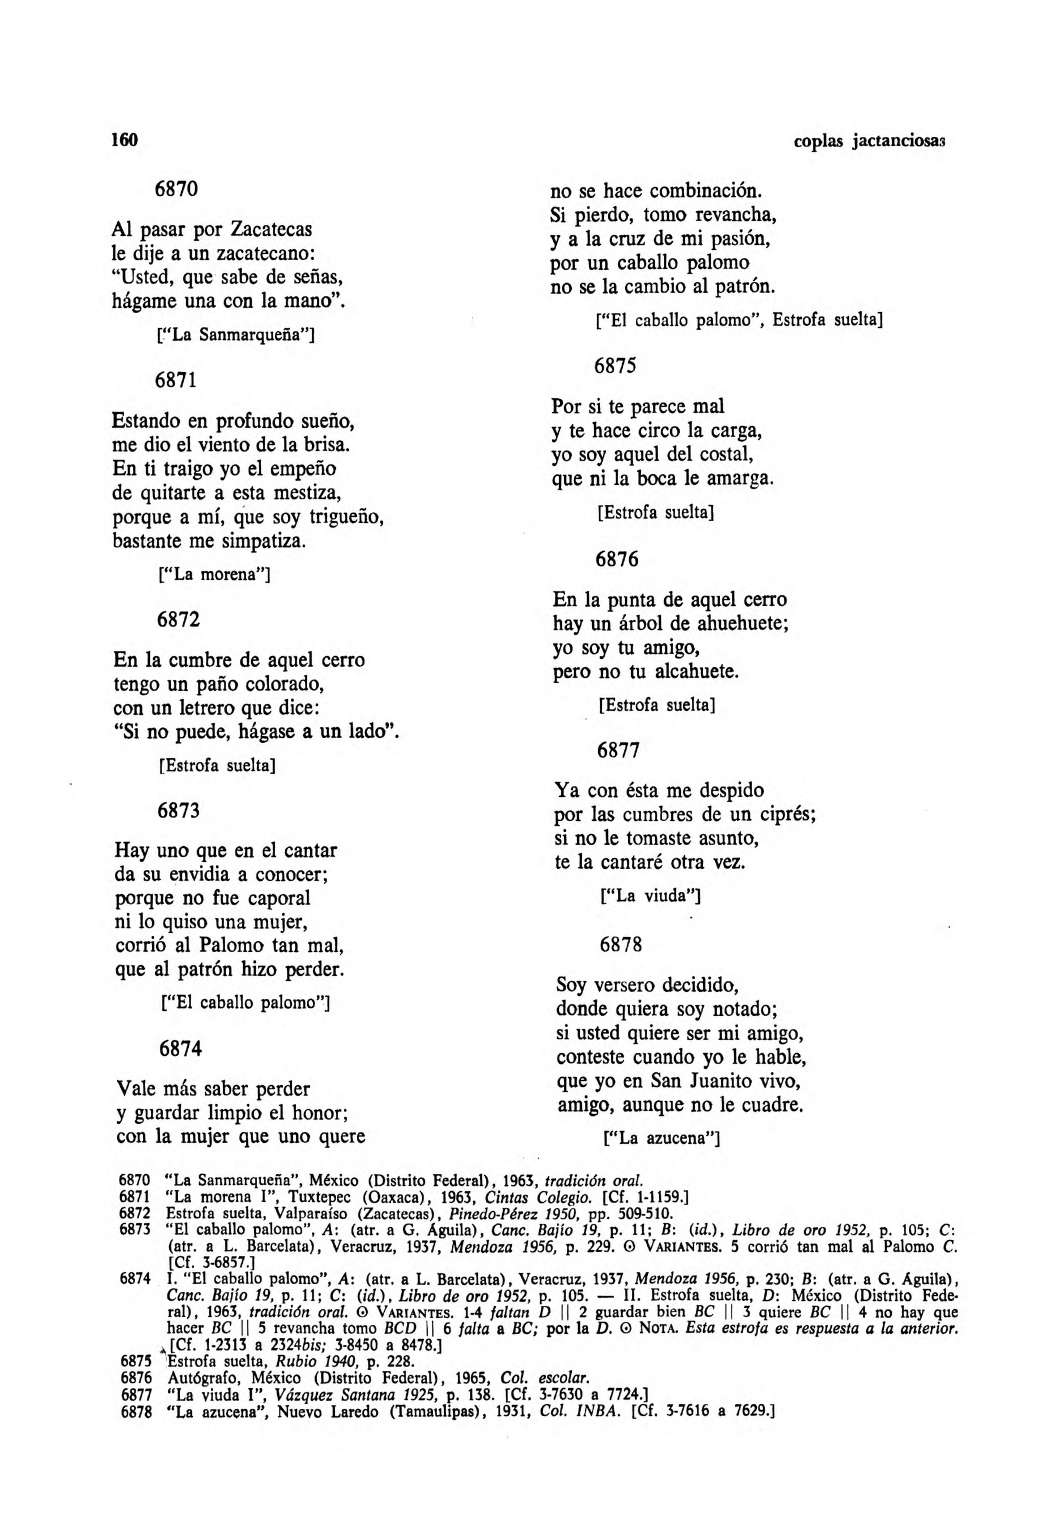 160
coplas jactanciosas
6870
Al pasar por Zacatecas
le dije a un zacatecano:
“Usted, que sabe de señas,
hágame una con la mano”.
[“La Sanmarqueña”]
6871
Estando en profundo sueño,
me dio el viento de la brisa.
En ti traigo yo el empeño
de quitarte a esta mestiza,
porque a mí, que soy trigueño,
bastante me simpatiza.
[“La morena”]
6872
En la cumbre de aquel cerro
tengo un paño colorado,
con un letrero que dice:
“Si no puede, hágase a un lado”.
[Estrofa suelta]
6873
Hay uno que en el cantar
da su envidia a conocer;
porque no fue caporal
ni lo quiso una mujer,
corrió al Palomo tan mal,
que al patrón hizo perder.
[“El caballo palomo”]
6874
Vale más saber perder
y guardar limpio el honor;
con la mujer que uno quere
no se hace combinación.
Si pierdo, tomo revancha,
y a la cruz de mi pasión,
por un caballo palomo
no se la cambio al patrón.
[“El caballo palomo”, Estrofa suelta]
6875
Por si te parece mal
y te hace circo la carga,
yo soy aquel del costal,
que ni la boca le amarga.
[Estrofa suelta]
6876
En la punta de aquel cerro
hay un árbol de ahuehuete;
yo soy tu amigo,
pero no tu alcahuete.
[Estrofa suelta]
6877
Ya con ésta me despido
por las cumbres de un ciprés;
si no le tomaste asunto,
te la cantaré otra vez.
[“La viuda”]
6878
Soy versero decidido,
donde quiera soy notado;
si usted quiere ser mi amigo,
conteste cuando yo le hable,
que yo en San Juanito vivo,
amigo, aunque no le cuadre.
[“La azucena”]
6870 “La Sanmarqueña”, México (Distrito Federal), 1963, tradición oral.
6871 “La morena I”, Tuxtepec (Oaxaca), 1963, Cintas Colegio. [Cf. 1-1159.]
6872 Estrofa suelta, Valparaíso (Zacatecas), Pinedo-Pérez 1950, pp. 509-510.
6873 “El caballo palomo”, A: (atr. a G. Águila), Canc. Bajío 19, p. 11; B: (id.), Libro de oro 1952, p. 105; C:
(atr. a L. Barcelata), Veracruz, 1937, Mendoza 1956, p. 229. ⊙ VARIANTES. 5 corrió tan mal al Palomo C.
[Cf. 3-6857.]
6874 I. “El caballo palomo”, A: (atr. a L. Barcelata), Veracruz, 1937, Mendoza 1956, p. 230; B: (atr. a G. Águila),
Canc. Bajío 19, p. 11; C: (id.), Libro de oro 1952, p. 105. — II. Estrofa suelta, D: México (Distrito Fede-
ral), 1963, tradición oral. ⊙ VARIANTES. 1-4 faltan D || 2 guardar bien BC || 3 quiere BC || 4 no hay que
hacer BC || 5 revancha tomo BCD || 6 falta a BC; por la D. ⊙ NOTA. Esta estrofa es respuesta a la anterior.
[Cf. 1-2313 a 2324bis; 3-8450 a 8478.]
6875 Estrofa suelta, Rubio 1940, p. 228.
6876 Autógrafo, México (Distrito Federal), 1965, Col. escolar.
6877 “La viuda I”, Vázquez Santana 1925, p. 138. [Cf. 3-7630 a 7724.]
6878 “La azucena”, Nuevo Laredo (Tamaulipas), 1931, Col. INBA. [Cf. 3-7616 a 7629.]